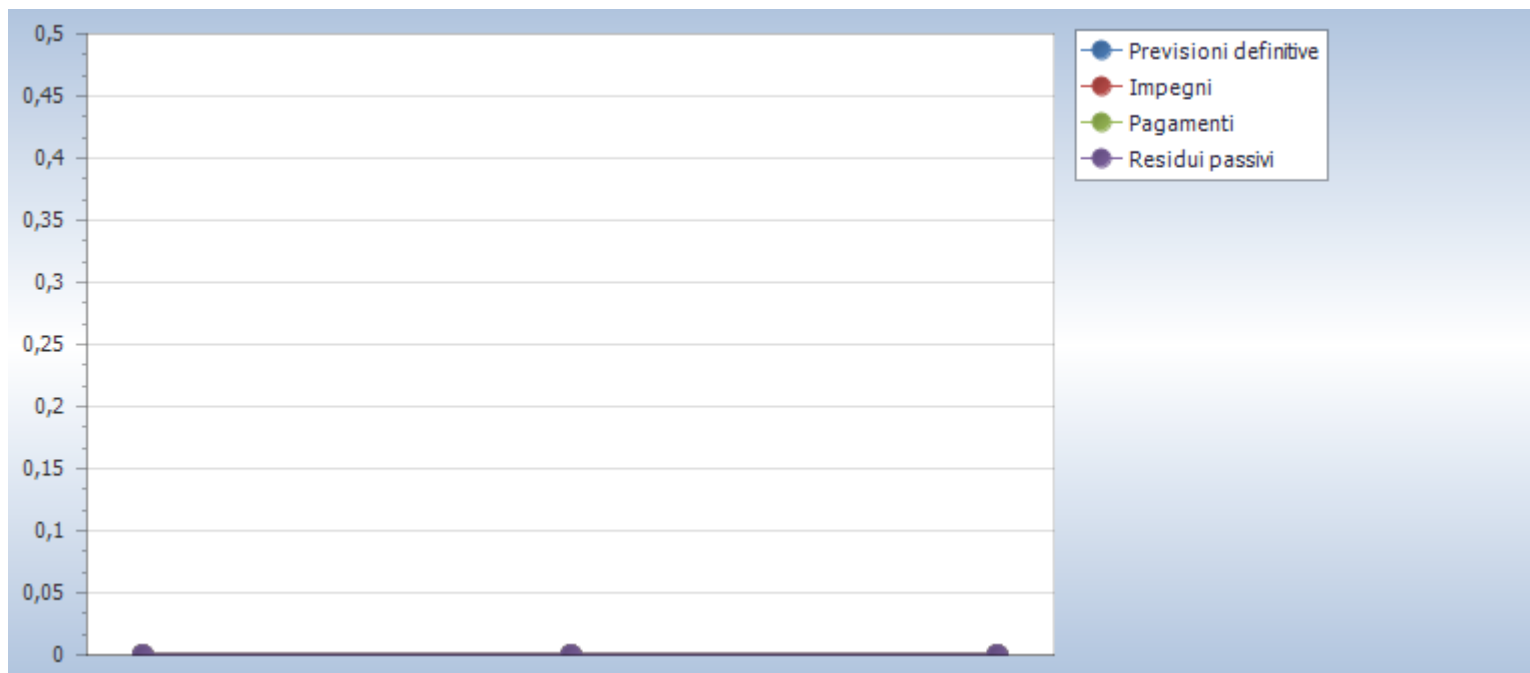 0,5
0,45
0,4
0,35
0,3
0,25
0,2
0,15
0,1
0,05
0
Previsioni definitive
Impegni
Pagamenti
Residui passivi